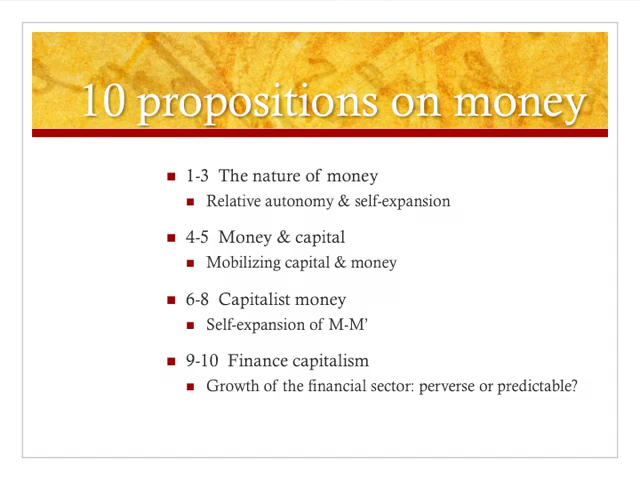 10 propositions on money
1-3 The nature of money
Relative autonomy & self-expansion
4-5 Money & capital
Mobilizing capital & money
6-8 Capitalist money
Self-expansion of M-M’
9-10 Finance capitalism
Growth of the financial sector: perverse or predictable?